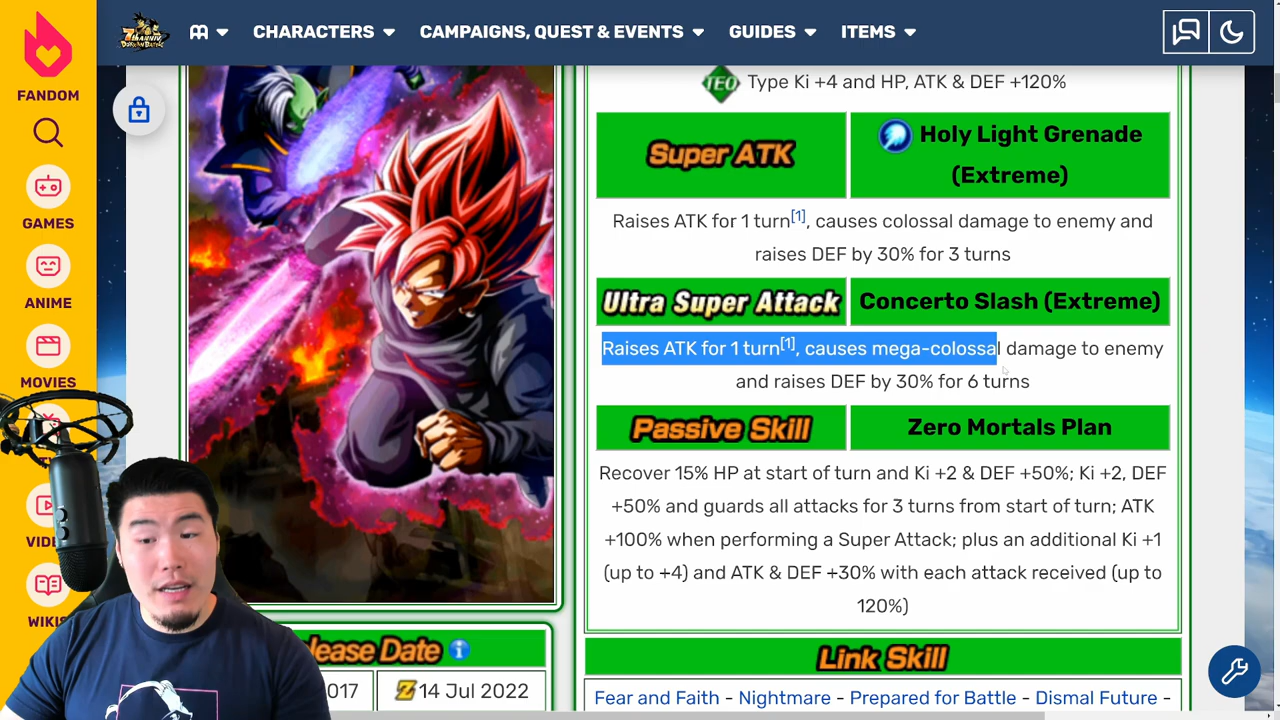 CHARACTERS CAMPAIGNS, QUEST & EVENTS GUIDES ITEMS
FANDOM
GAMES
ANIME
MOVIES
WIKIS
TEQ Type Ki +4 and HP, ATK & DEF +120%
Super ATK
Holy Light Grenade
(Extreme)
Raises ATK for 1 turn[1], causes colossal damage to enemy and
raises DEF by 30% for 3 turns
Ultra Super Attack
Concerto Slash (Extreme)
Raises ATK for 1 turn[1], causes mega-colossal damage to enemy
and raises DEF by 30% for 6 turns
Passive Skill
Zero Mortals Plan
Recover 15% HP at start of turn and Ki +2 & DEF +50%; Ki +2, DEF
+50% and guards all attacks for 3 turns from start of turn; ATK
+100% when performing a Super Attack; plus an additional Ki +1
(up to +4) and ATK & DEF +30% with each attack received (up to
120%)
Link Skill
Fear and Faith - Nightmare - Prepared for Battle - Dismal Future -
lease Date
017
Z 14 Jul 2022